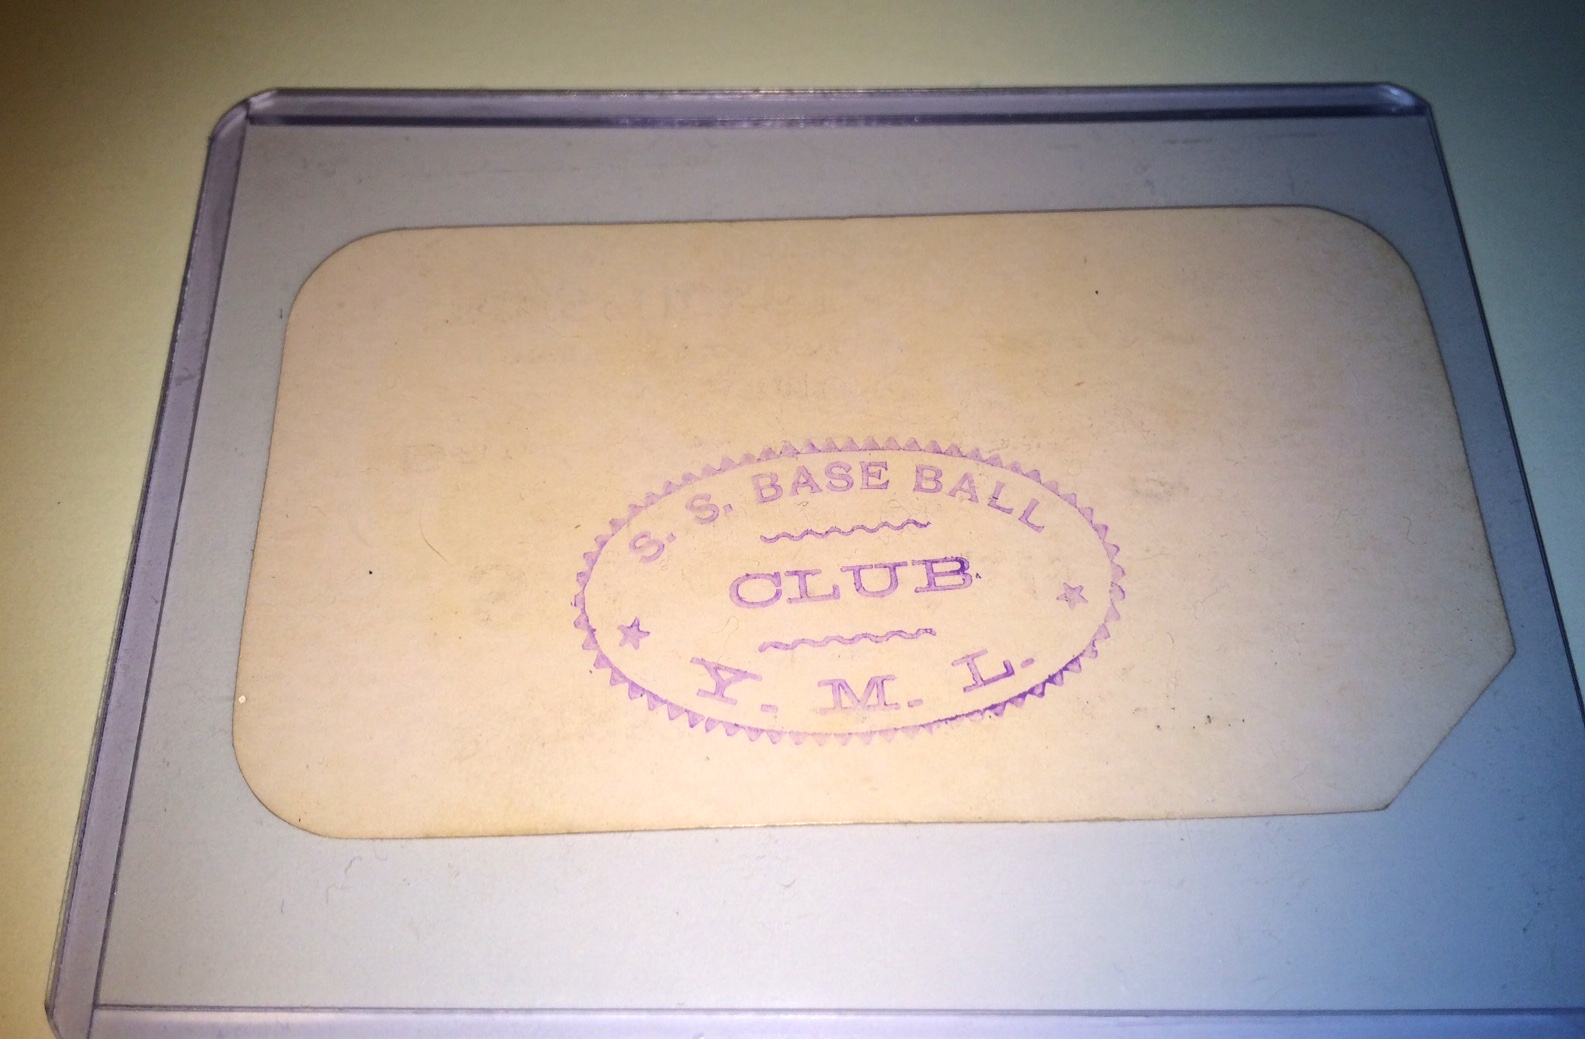 S. S. BASE BALL
CLUB.
Y. M. L.